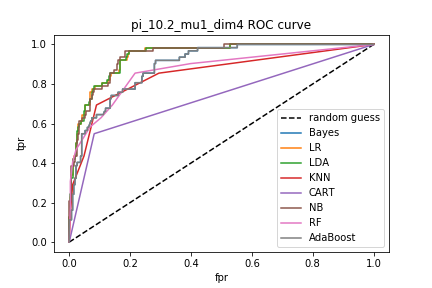 pi_10.2_mu1_dim4 ROC curve
1.0
0.8
0.6
0.4
0.2
0.0
tpr
random guess
Bayes
LR
LDA
KNN
CART
NB
RF
AdaBoost
0.0 0.2 0.4 0.6 0.8 1.0
fpr